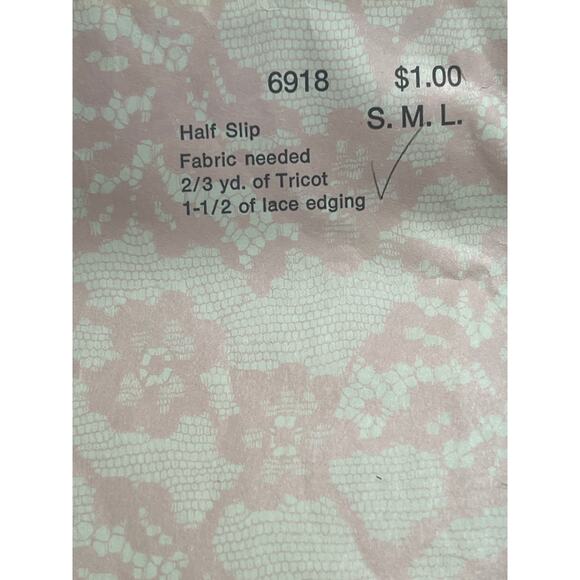 6918 $1.00
S. M. L.
Half Slip
Fabric needed
2/3 yd. of Tricot
1-1/2 of lace edging